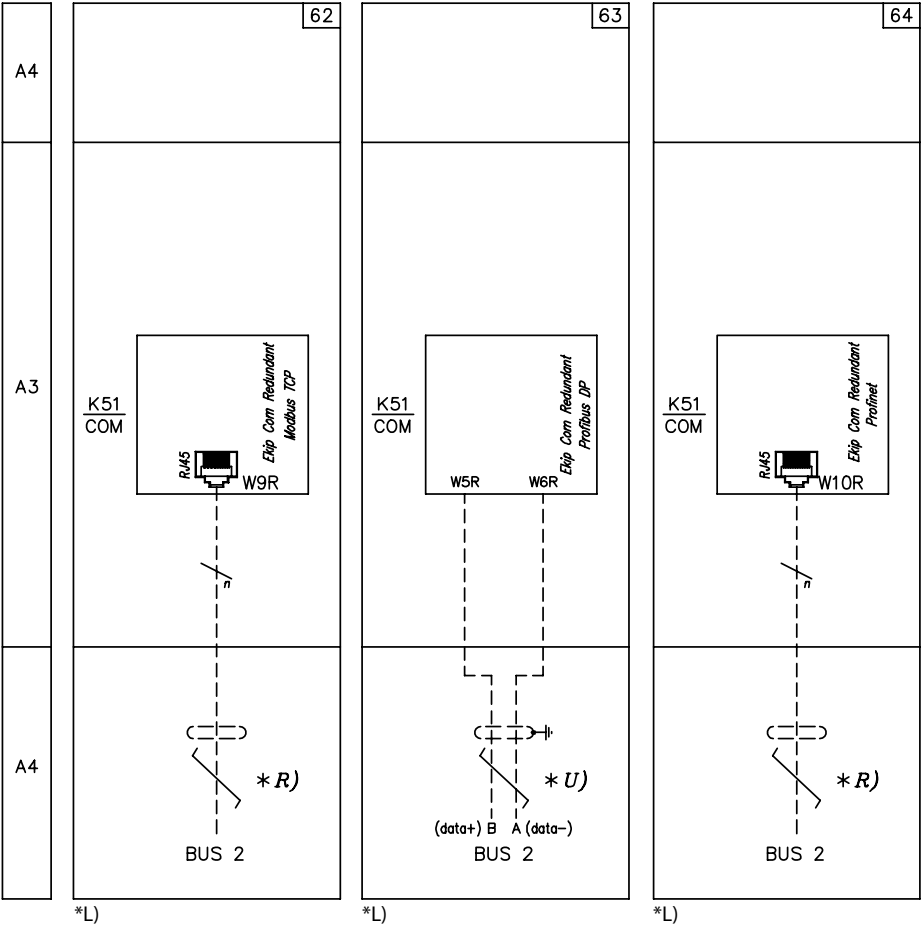 A4
A3
A4
62
K51
COM
Ekip Com Redundant
Modbus TCP
RJ45
W9R
n
*R)
BUS 2
*L)
63
K51
COM
Ekip Com Redundant
Profibus DP
W5R W6R
*U)
(data+) B A (data-)
BUS 2
*L)
64
K51
COM
Ekip Com Redundant
Profinet
RJ45
W10R
n
*R)
BUS 2
*L)